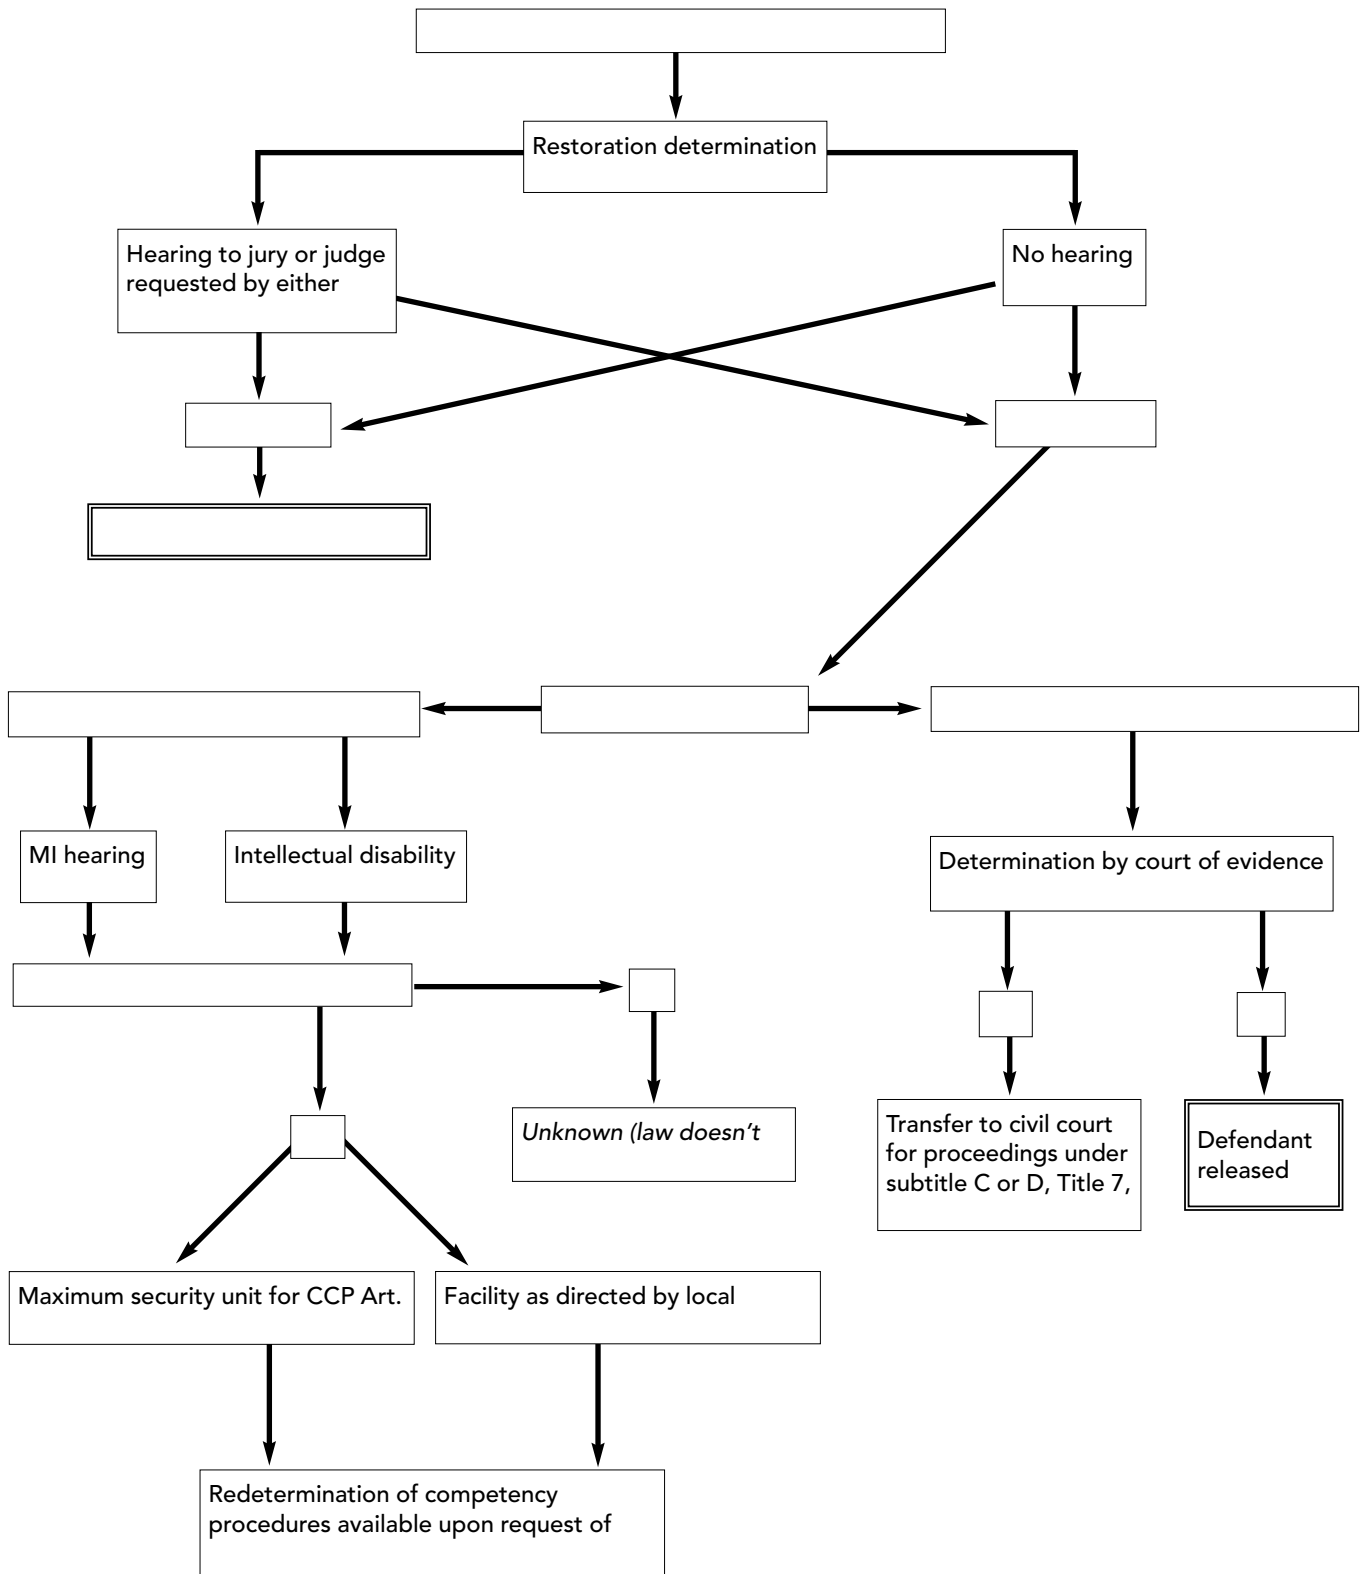 Restoration determination
Hearing to jury or judge
requested by either
No hearing
MI hearing
Intellectual disability
Determination by court of evidence
Unknown (law doesn't
Transfer to civil court
for proceedings under
subtitle C or D, Title 7,
Defendant
released
Maximum security unit for CCP Art.
Facility as directed by local
Redetermination of competency
procedures available upon request of